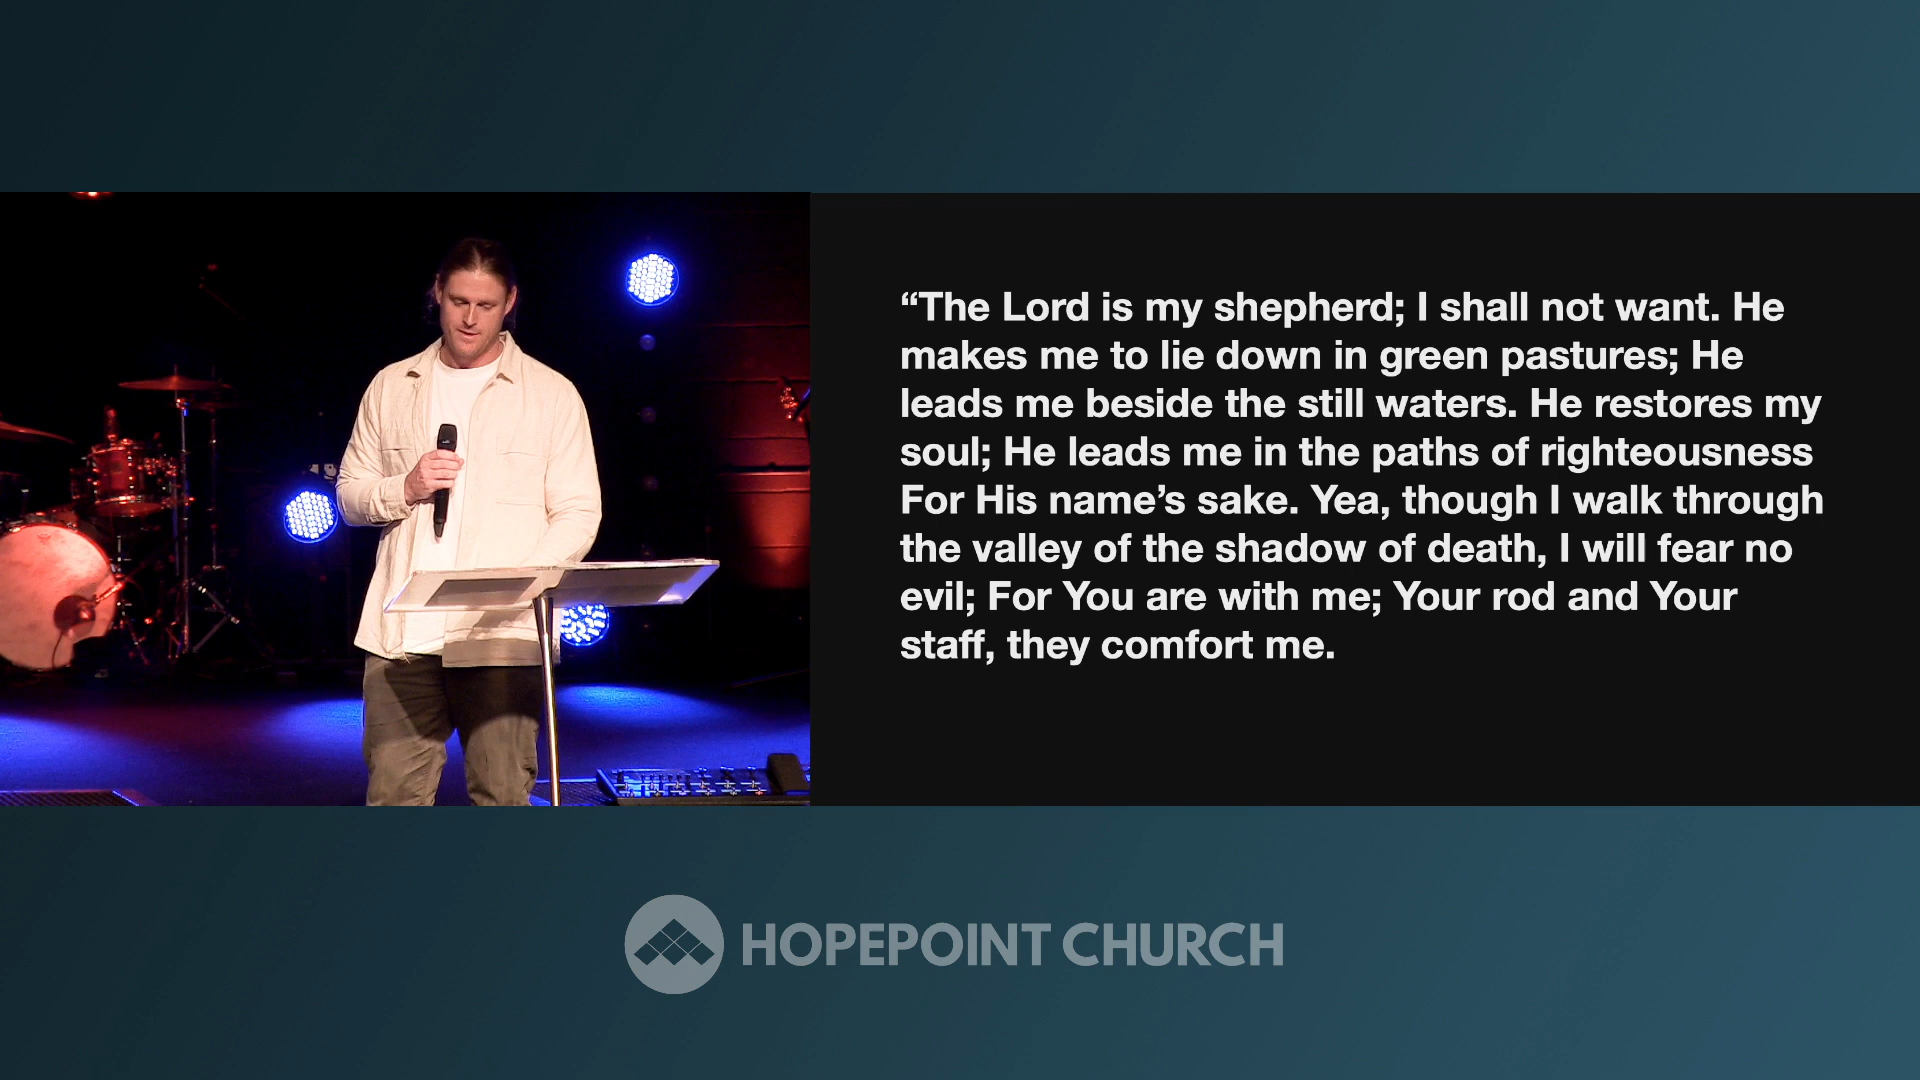 “The Lord is my shepherd; I shall not want. He
makes me to lie down in green pastures; He
leads me beside the still waters. He restores my
soul; He leads me in the paths of righteousness
For His name’s sake. Yea, though I walk through
the valley of the shadow of death, I will fear no
evil; For You are with me; Your rod and Your
staff, they comfort me.
HOPEPOINT CHURCH